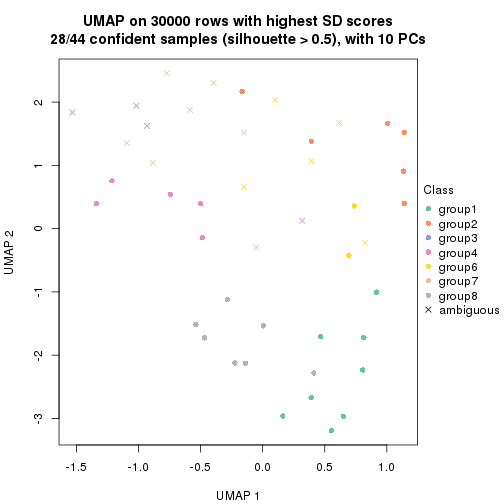 UMAP on 30000 rows with highest SD scores
28/44 confident samples (silhouette > 0.5), with 10 PCs
UMAP 2
2
1
0
-1
-2
-3
-1.5
-1.0
-0.5
0.0
0.5
1.0
UMAP 1
Class
group1
group2
group3
group4
group6
group7
group8
ambiguous